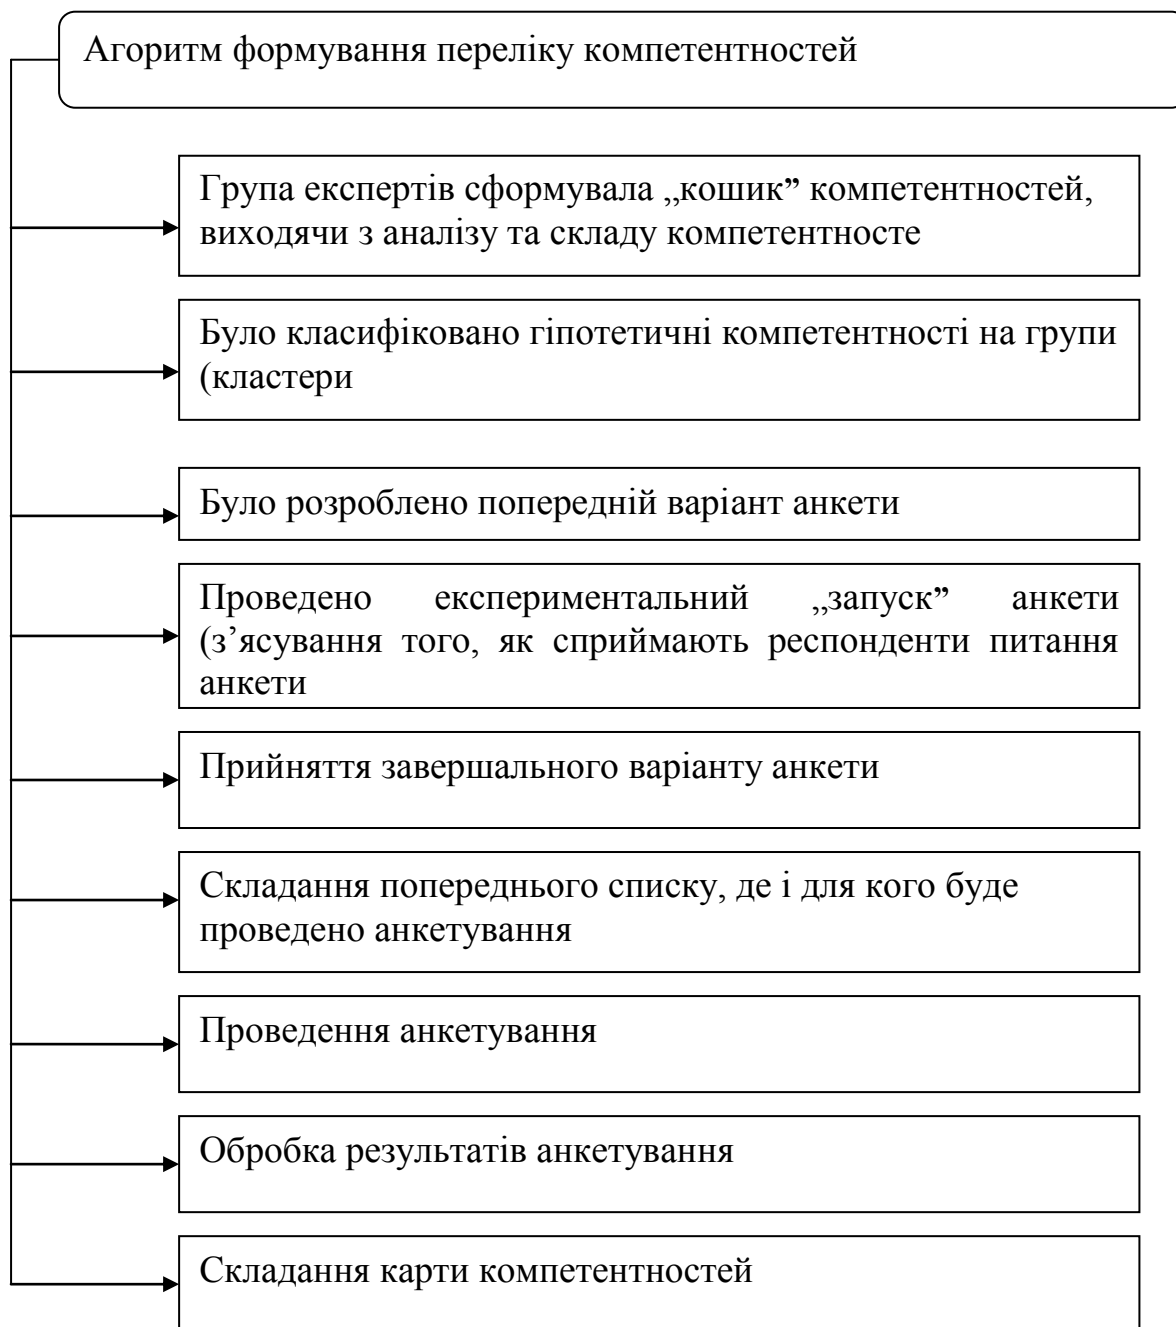 Агоритм формування переліку компетентностей
Група експертів сформувала „кошик” компетентностей,
виходячи з аналізу та складу компетентносте
Було класифіковано гіпотетичні компетентності на групи
(кластери
Було розроблено попередній варіант анкети
Проведено експериментальний „запуск” анкети
(з’ясування того, як сприймають респонденти питання
анкети
Прийняття завершального варіанту анкети
Складання попереднього списку, де і для кого буде
проведено анкетування
Проведення анкетування
Обробка результатів анкетування
Складання карти компетентностей